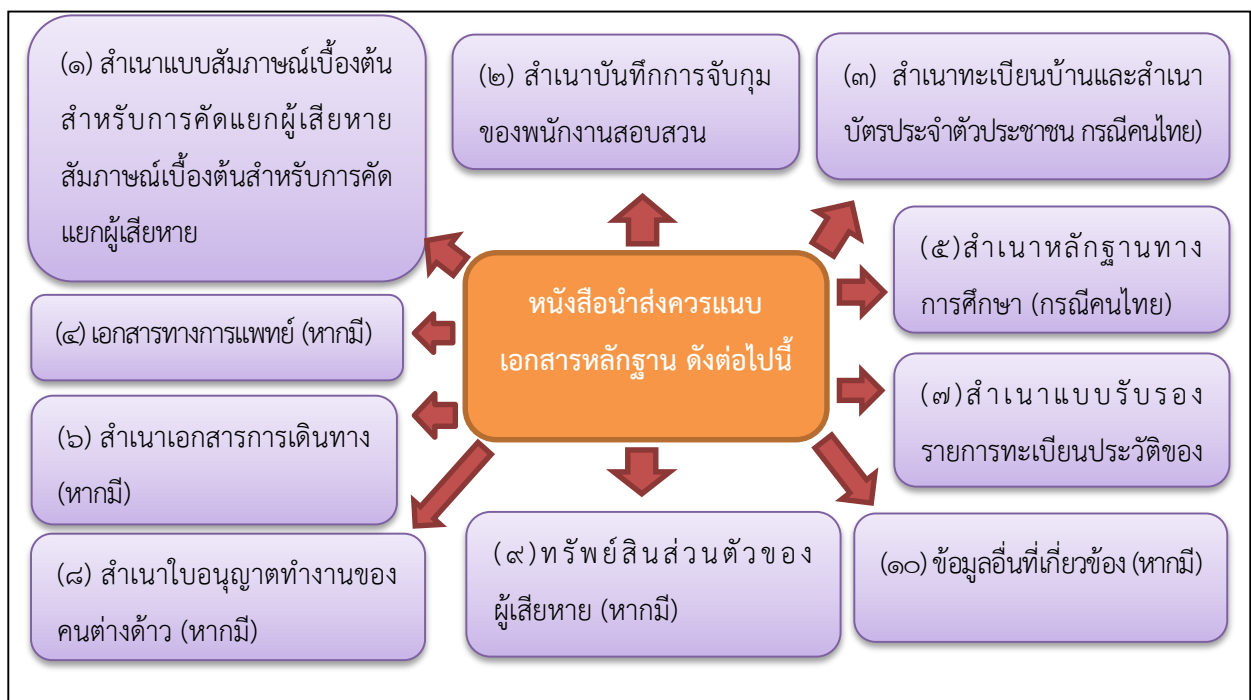 (๑) สำเนาแบบสัมภาษณ์เบื้องต้น
สำหรับการคัดแยกผู้เสียหาย
สัมภาษณ์เบื้องต้นสำหรับการคัด
แยกผู้เสียหาย
(๒) สำเนาบันทึกการจับกุม
ของพนักงานสอบสวน
(๓) สำเนาทะเบียนบ้านและสำเนา
บัตรประจำตัวประชาชน กรณีคนไทย)
หนังสือนำส่งควรแนบ
เอกสารหลักฐาน ดังต่อไปนี้
(๔) เอกสารทางการแพทย์ (หากมี)
(๕)สำเนาหลักฐานทาง
การศึกษา (กรณีคนไทย)
(๖) สำเนาเอกสารการเดินทาง
(หากมี)
(๗)สำเนาแบบรับรอง
รายการทะเบียนประวัติของ
(๘) สำเนาใบอนุญาตทำงานของ
คนต่างด้าว (หากมี)
(๙)ทรัพย์สินส่วนตัวของ
ผู้เสียหาย (หากมี)
(๑๐) ข้อมูลอื่นที่เกี่ยวข้อง (หากมี)